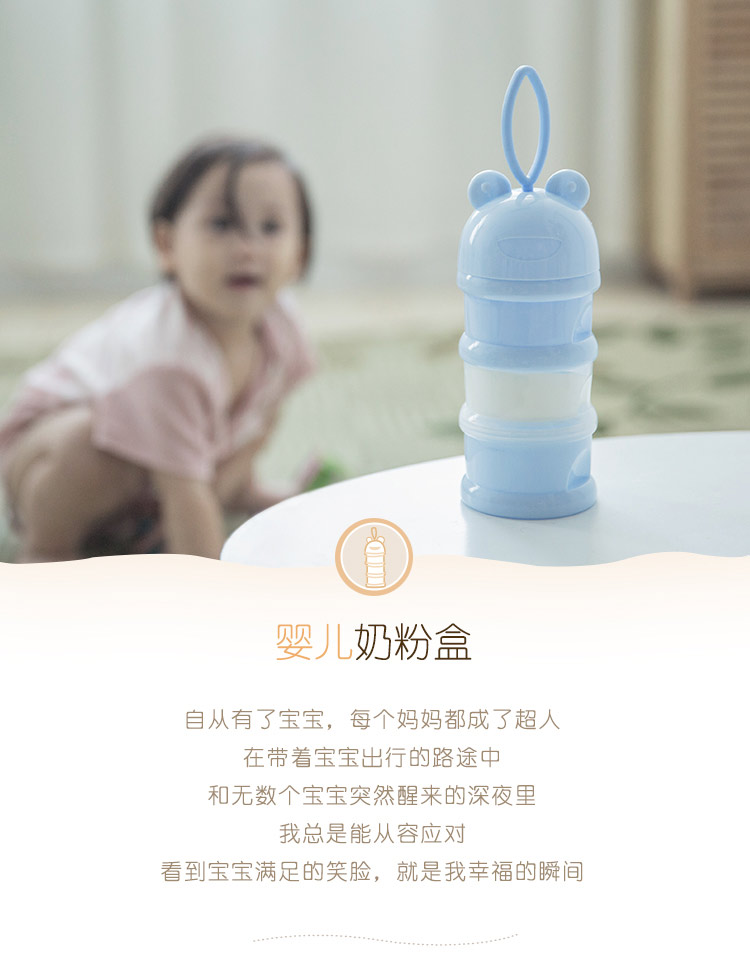 婴儿奶粉盒
自从有了宝宝，每个妈妈都成了超人
在带着宝宝出行的路途中
和无数个宝宝突然醒来的深夜里
我总是能从容应对
看到宝宝满足的笑脸，就是我幸福的瞬间